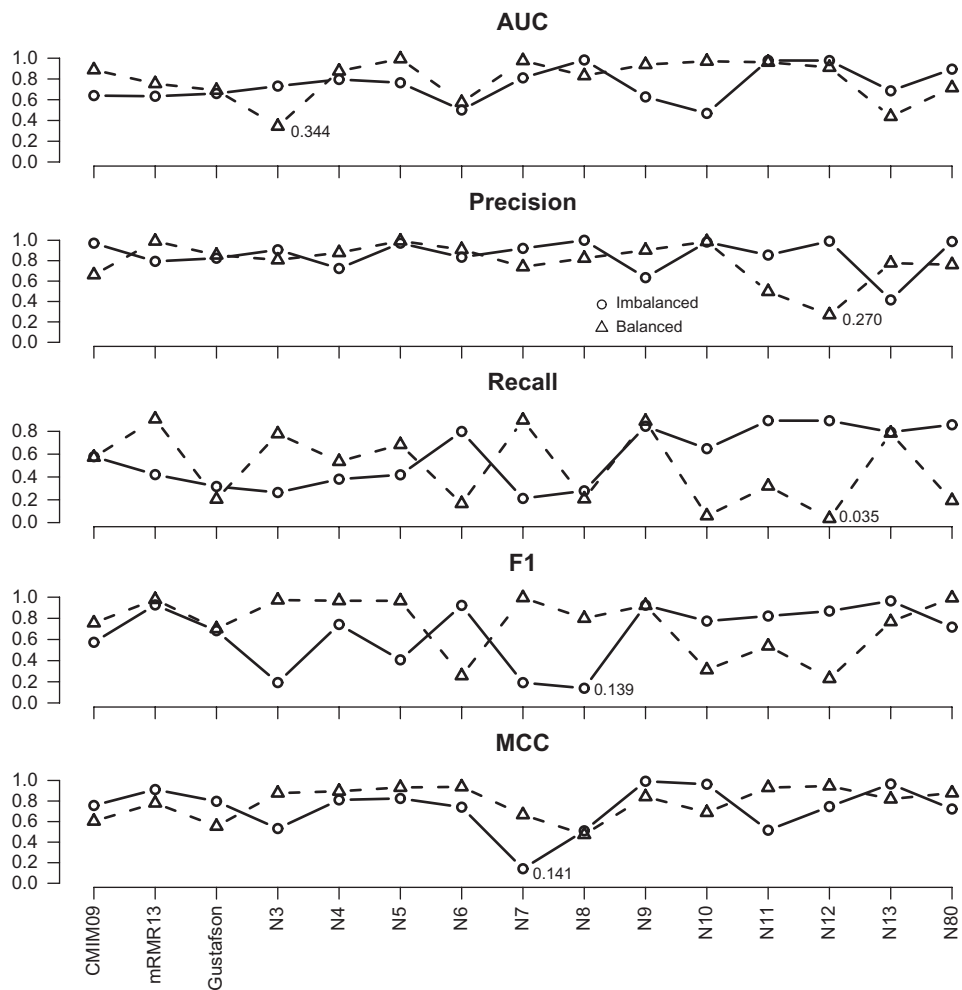 AUC
1.0
0.8
0.6
0.4
0.2
0.0
0.344
Precision
1.0
0.8
0.6
0.4
0.2
0.0
Imbalanced
Balanced
0.270
Recall
0.8
0.6
0.4
0.2
0.0
0.035
F1
1.0
0.8
0.6
0.4
0.2
0.0
0.139
MCC
1.0
0.8
0.6
0.4
0.2
0.0
0.141
CMIM09
mRMR13
Gustafson
N3
N4
N5
N6
N7
N8
N9
N10
N11
N12
N13
N80